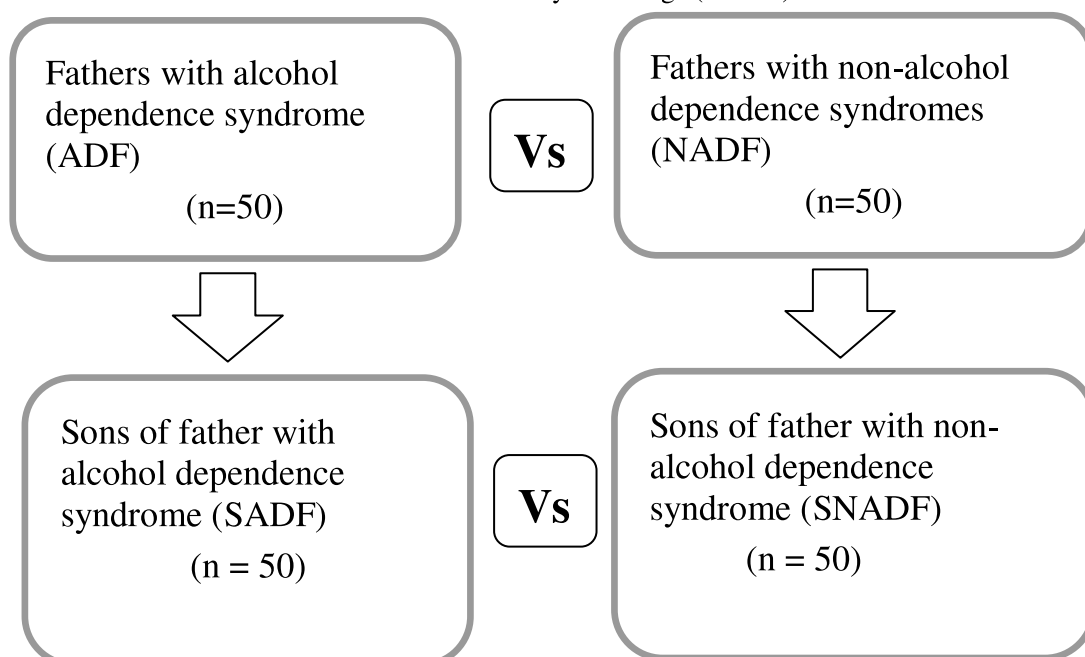 Fathers with alcohol
dependence syndrome
(ADF)
(n=50)
Vs
Fathers with non-alcohol
dependence syndromes
(NADF)
(n=50)
Sons of father with
alcohol dependence
syndrome (SADF)
(n = 50)
Vs
Sons of father with non-
alcohol dependence
syndrome (SNADF)
(n = 50)